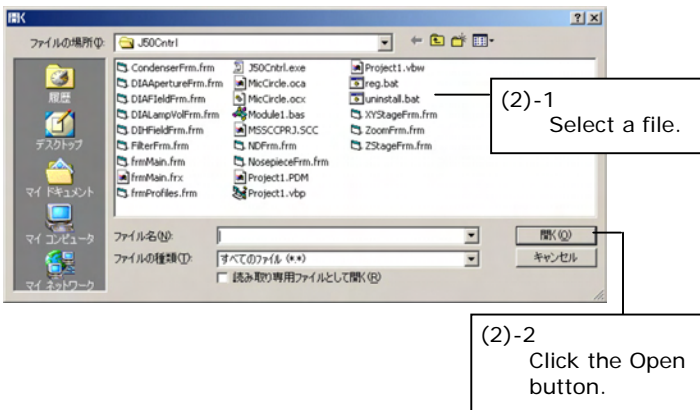 開く
ファイルの場所(I): J50Cntrl
履歴
デスクトップ
マイ ドキュメント
マイ コンピュータ
マイ ネットワーク
CondenserFrm.frm
DIAApertureFrm.frm
DIAFIeldFrm.frm
DIALampVolFrm.frm
DIHFieldFrm.frm
FilterFrm.frm
frmMain.frm
frmMain.frx
frmProfiles.frm
J50Cntrl.exe
MicCircle.oca
MicCircle.ocx
Module1.bas
MSSCCPRJ.SCC
NDFrm.frm
NosepieceFrm.frm
Project1.PDM
Project1.vbp
Project1.vbw
reg.bat
uninstall.bat
XYStageFrm.frm
ZoomFrm.frm
ZStageFrm.frm
ファイル名(N):
開く(O)
ファイルの種類(T): すべてのファイル (*.*)
キャンセル
読み取り専用ファイルとして開く(R)
(2)-1
Select a file.
(2)-2
Click the Open
button.